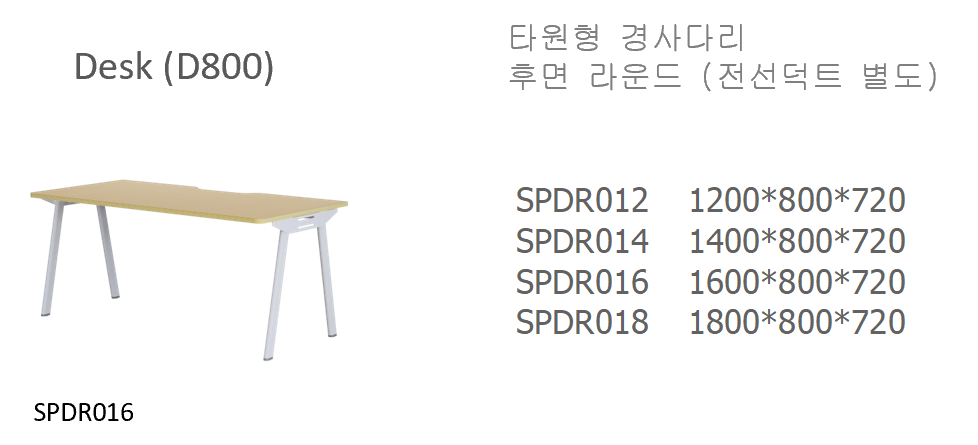 Desk (D800)
타원형 경사다리
후면 라운드 (전선덕트 별도)
SPDR012 1200*800*720
SPDR014 1400*800*720
SPDR016 1600*800*720
SPDR018 1800*800*720
SPDR016